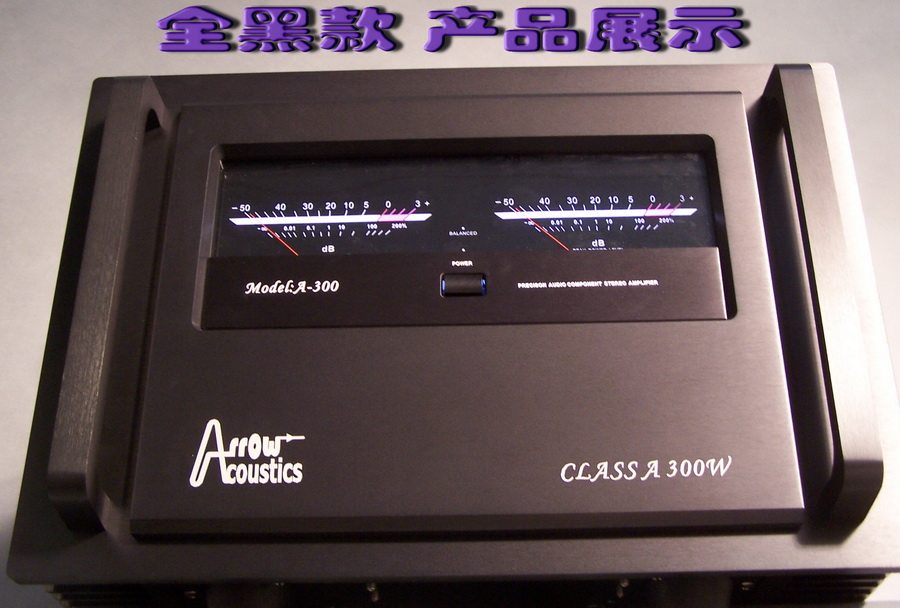 全黑款 产品展示
- 50 40 30 20 10 5 0 3 +
- ∞ 0.01 0.1 1 10 100 200%
dB
- 50 40 30 20 10 5 0 3 +
- ∞ 0.01 0.1 1 10 100 200%
dB
BALANCED
POWER
Model:A-300
PRECISION AUDIO COMPONENT STEREO AMPLIFIER
Arrow
Acoustics
CLASS A 300W